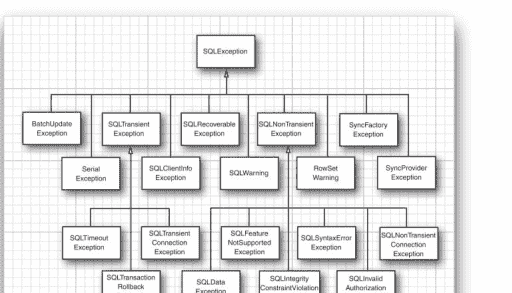 SQLException
BatchUpdate
Exception
SQLTransient
Exception
SQLRecoverable
Exception
SQLNonTransient
Exception
SyncFactory
Exception
Serial
Exception
SQLClientInfo
Exception
SQLWarning
RowSet
Warning
SyncProvider
Exception
SQLTimeout
Exception
SQLTransient
Connection
Exception
SQLFeature
NotSupported
Exception
SQLSyntaxError
Exception
SQLNonTransient
Connection
Exception
SQLTransaction
Rollback
SQLData
Exception
SQLIntegrity
ConstraintViolation
SQLInvalid
Authorization